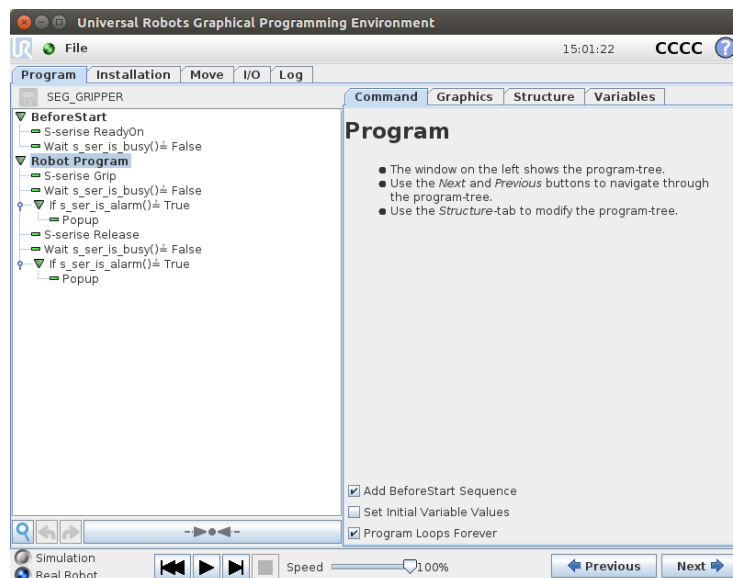 Universal Robots Graphical Programming Environment
UR File 15:01:22 CCCC ?
Program Installation Move I/O Log
SEG_GRIPPER
Command Graphics Structure Variables
BeforeStart
S-serise ReadyOn
Wait s_ser_is_busy()≟ False
Robot Program
S-serise Grip
Wait s_ser_is_busy()≟ False
If s_ser_is_alarm()≟ True
Popup
S-serise Release
Wait s_ser_is_busy()≟ False
If s_ser_is_alarm()≟ True
Popup
Program
The window on the left shows the program-tree.
Use the Next and Previous buttons to navigate through
the program-tree.
Use the Structure-tab to modify the program-tree.
Add BeforeStart Sequence
Set Initial Variable Values
Program Loops Forever
Simulation
Real Robot
Speed 100%
Previous Next